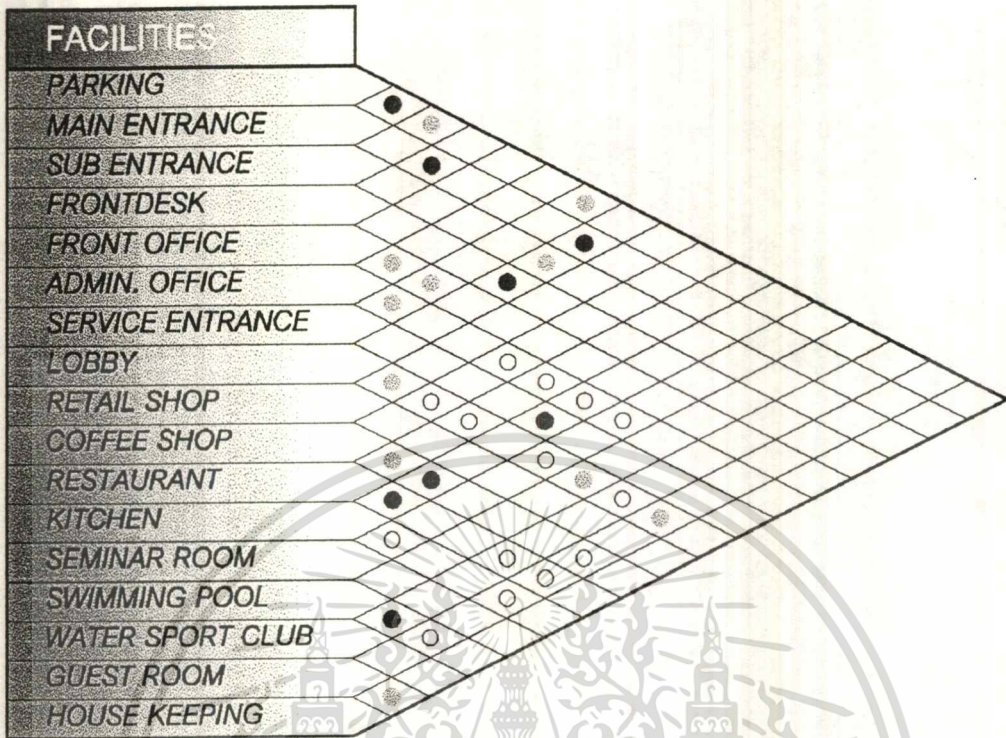 FACILITIES
PARKING
MAIN ENTRANCE
SUB ENTRANCE
FRONTDESK
FRONT OFFICE
ADMIN. OFFICE
SERVICE ENTRANCE
LOBBY
RETAIL SHOP
COFFEE SHOP
RESTAURANT
KITCHEN
SEMINAR ROOM
SWIMMING POOL
WATER SPORT CLUB
GUEST ROOM
HOUSE KEEPING